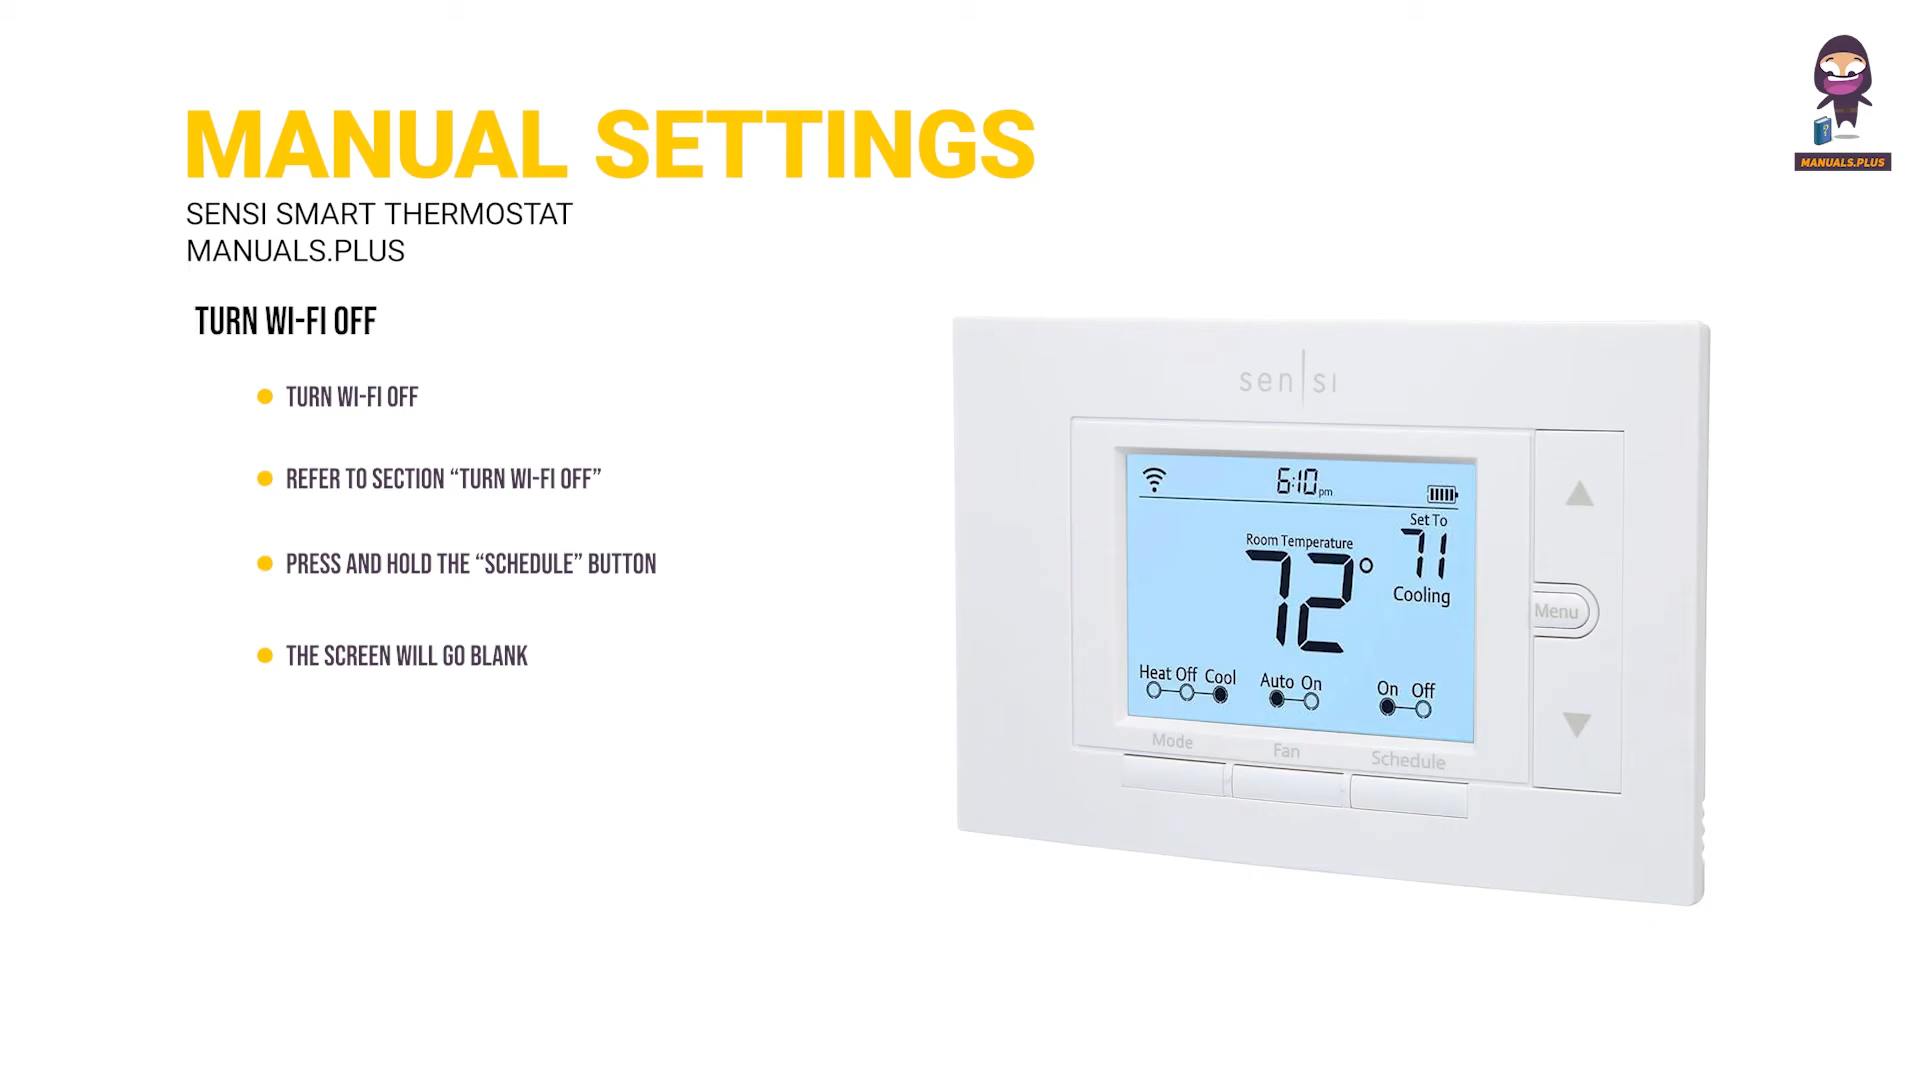 MANUALS.PLUS
MANUAL SETTINGS
SENSI SMART THERMOSTAT
MANUALS.PLUS
TURN WI-FI OFF
TURN WI-FI OFF
REFER TO SECTION “TURN WI-FI OFF”
PRESS AND HOLD THE “SCHEDULE” BUTTON
THE SCREEN WILL GO BLANK
sensi
6:10 pm
Set To
71
Room Temperature
72°
Cooling
Menu
Heat Off Cool
Auto On
On Off
Mode
Fan
Schedule